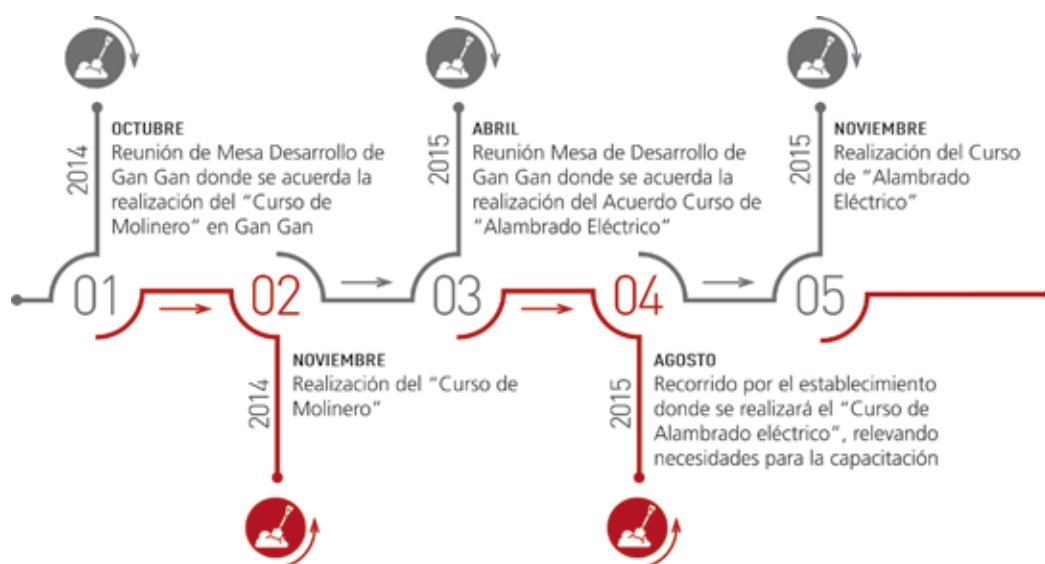 2014
OCTUBRE
Reunión de Mesa Desarrollo de
Gan Gan donde se acuerda la
realización del “Curso de
Molinero” en Gan Gan
01
02
2014
NOVIEMBRE
Realización del “Curso de
Molinero”
2015
ABRIL
Reunión Mesa de Desarrollo de
Gan Gan donde se acuerda la
realización del Acuerdo Curso de
“Alambrado Eléctrico”
03
04
2015
AGOSTO
Recorrido por el establecimiento
donde se realizará el “Curso de
Alambrado eléctrico”, relevando
necesidades para la capacitación
2015
NOVIEMBRE
Realización del Curso
de “Alambrado
Eléctrico”
05